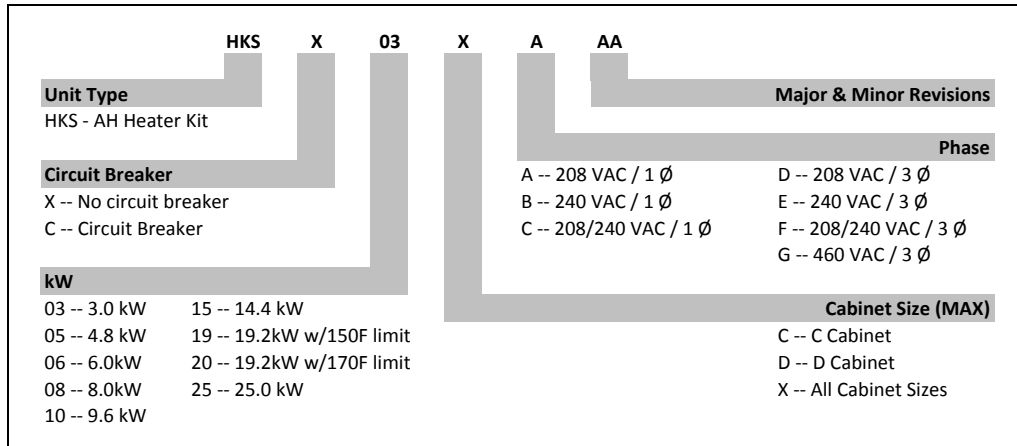 HKS X 03 X A AA
Unit Type
HKS - AH Heater Kit
Circuit Breaker
X -- No circuit breaker
C -- Circuit Breaker
kW
03 -- 3.0 kW 15 -- 14.4 kW
05 -- 4.8 kW 19 -- 19.2kW w/150F limit
06 -- 6.0kW 20 -- 19.2kW w/170F limit
08 -- 8.0kW 25 -- 25.0 kW
10 -- 9.6 kW
Major & Minor Revisions
Phase
A -- 208 VAC / 1 Ø D -- 208 VAC / 3 Ø
B -- 240 VAC / 1 Ø E -- 240 VAC / 3 Ø
C -- 208/240 VAC / 1 Ø F -- 208/240 VAC / 3 Ø
G -- 460 VAC / 3 Ø
Cabinet Size (MAX)
C -- C Cabinet
D -- D Cabinet
X -- All Cabinet Sizes